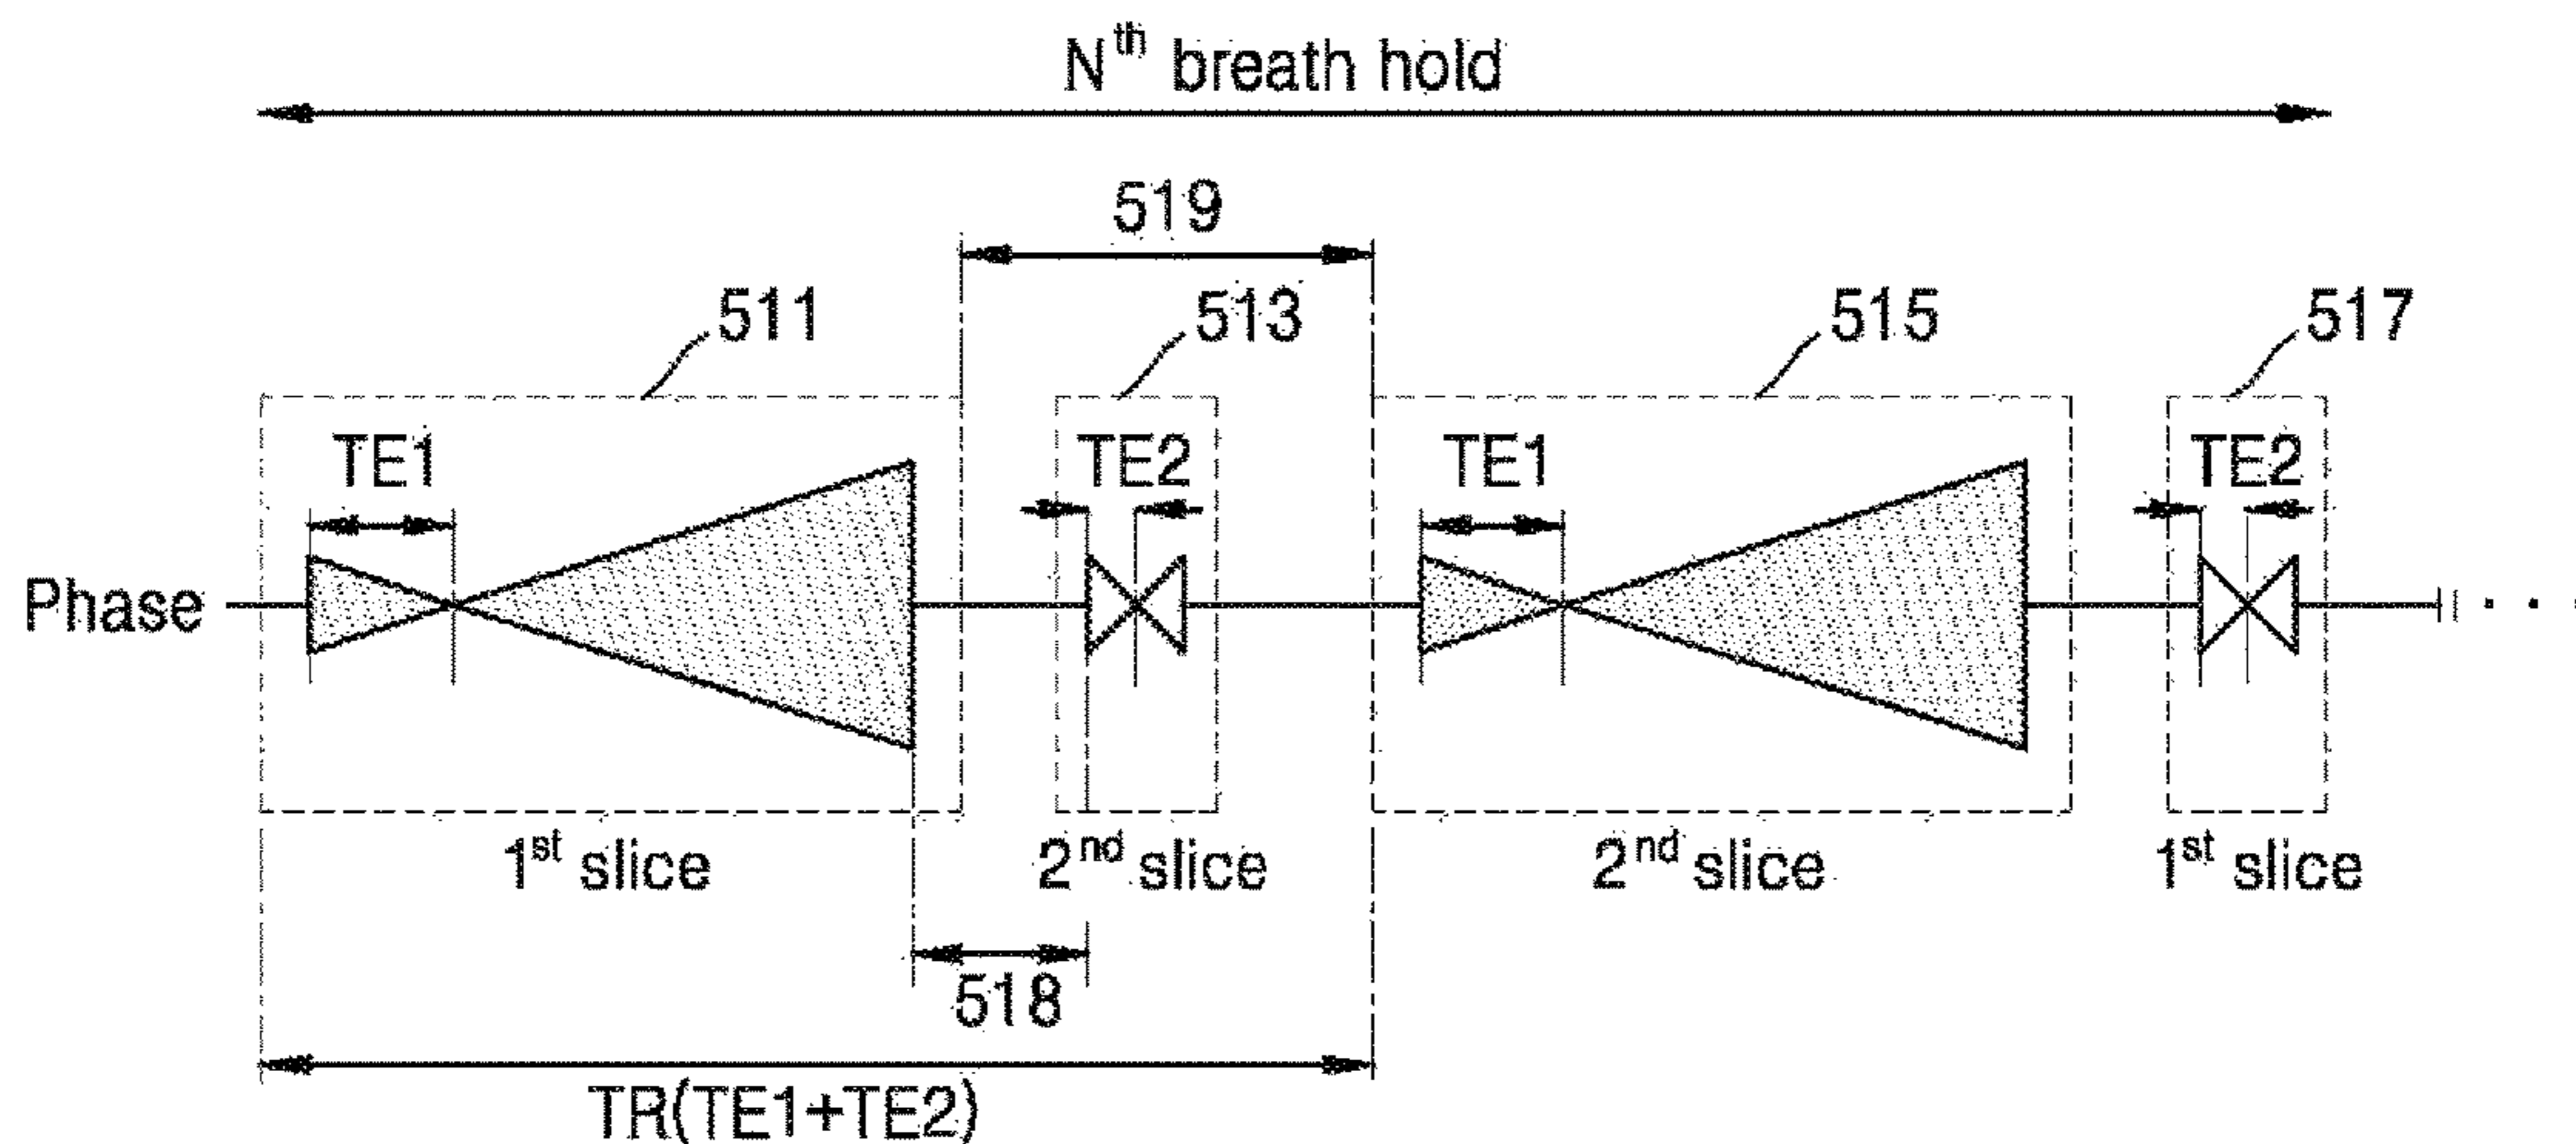 Nth breath hold
519
511 513 515 517
TE1 TE2 TE1 TE2
Phase
1st slice 2nd slice 2nd slice 1st slice
518
TR(TE1+TE2)